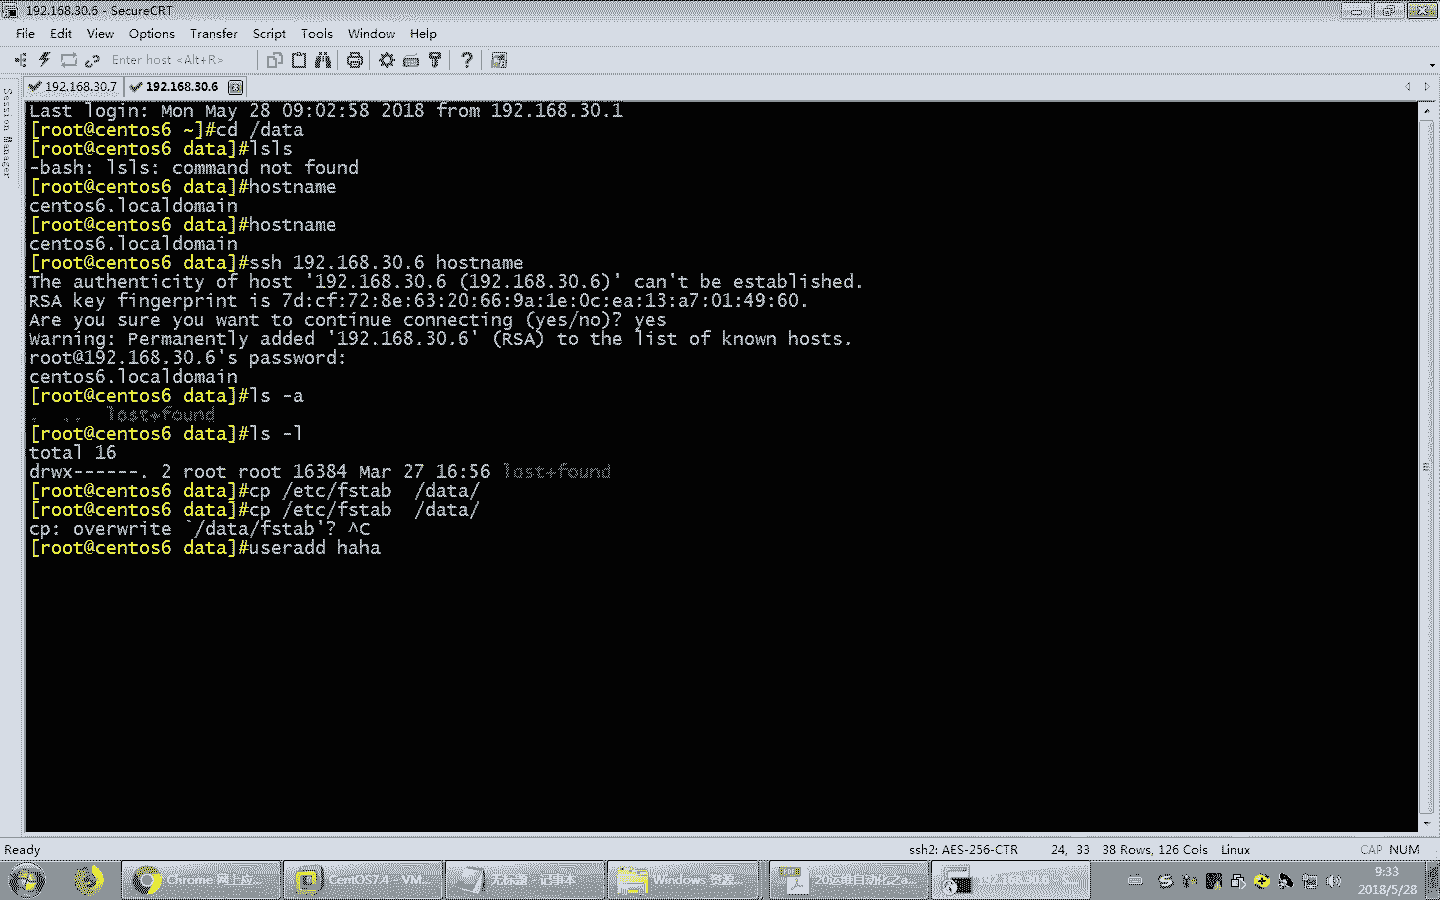 192.168.30.6 - SecureCRT
File Edit View Options Transfer Script Tools Window Help
Enter host <Alt+R>
192.168.30.7 192.168.30.6
Session Manager
Last login: Mon May 28 09:02:58 2018 from 192.168.30.1
[root@centos6 ~]#cd /data
[root@centos6 data]#lsls
-bash: lsls: command not found
[root@centos6 data]#hostname
centos6.localdomain
[root@centos6 data]#hostname
centos6.localdomain
[root@centos6 data]#ssh 192.168.30.6 hostname
The authenticity of host '192.168.30.6 (192.168.30.6)' can't be established.
RSA key fingerprint is 7d:cf:72:8e:63:20:66:9a:1e:0c:ea:13:a7:01:49:60.
Are you sure you want to continue connecting (yes/no)? yes
Warning: Permanently added '192.168.30.6' (RSA) to the list of known hosts.
root@192.168.30.6's password:
centos6.localdomain
[root@centos6 data]#ls -a
.  ..  lost+found
[root@centos6 data]#ls -l
total 16
drwx------. 2 root root 16384 Mar 27 16:56 lost+found
[root@centos6 data]#cp /etc/fstab  /data/
[root@centos6 data]#cp /etc/fstab  /data/
cp: overwrite `/data/fstab'? ^C
[root@centos6 data]#useradd haha
Ready ssh2: AES-256-CTR 24, 33 38 Rows, 126 Cols Linux CAP NUM
Chrome 网上应... CentOS7.4 - VM... 无标题 - 记事本 Windows 资源... 20运维自动化之a... 192.168.30.6 ... 9:33
2018/5/28